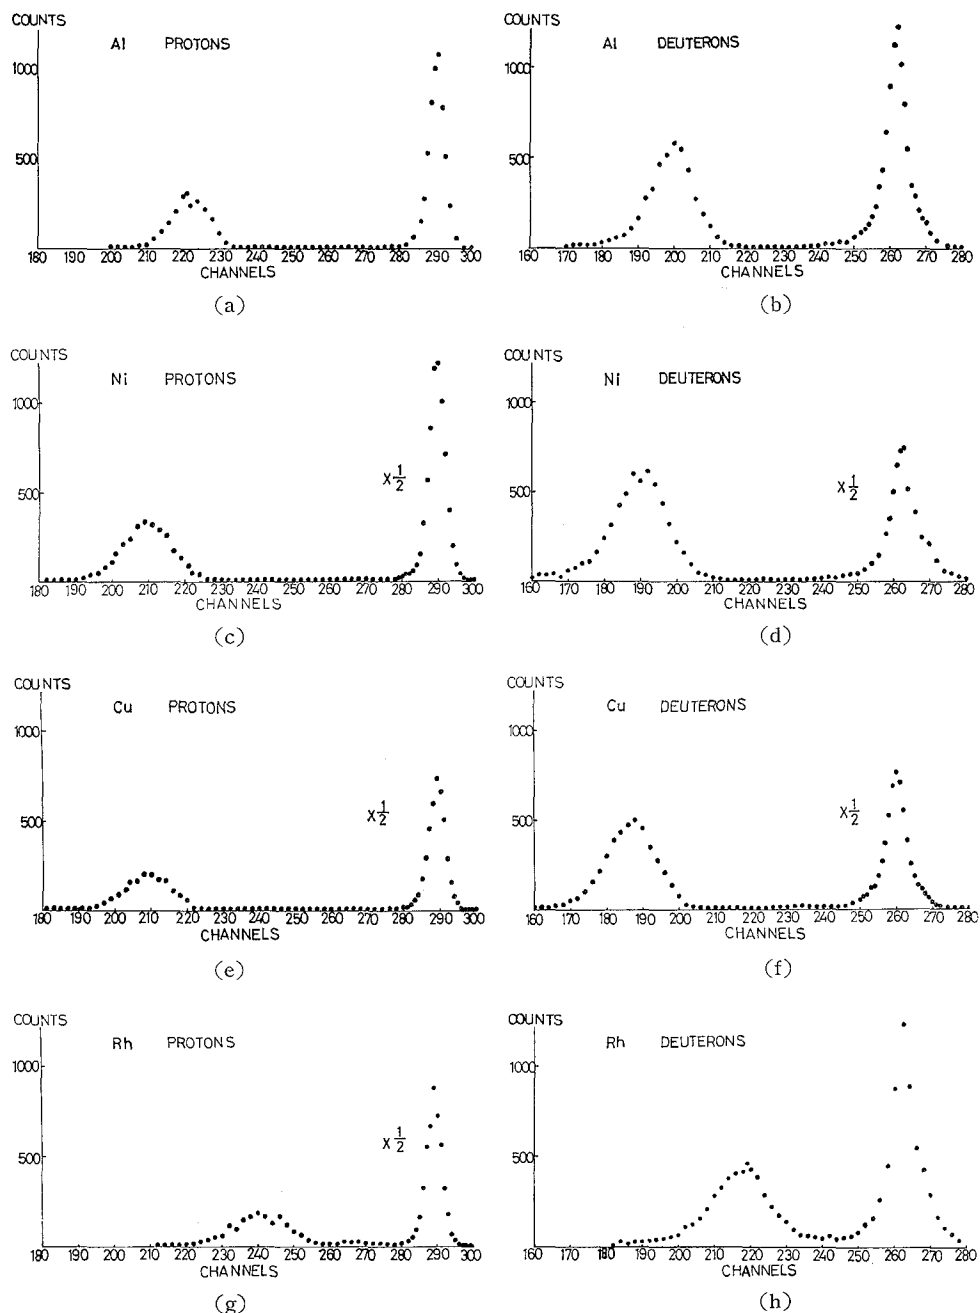 COUNTS
Al PROTONS
1000
500
180 190 200 210 220 230 240 250 260 270 280 290 300
CHANNELS
(a)
COUNTS
Al DEUTERONS
1000
500
160 170 180 190 200 210 220 230 240 250 260 270 280
CHANNELS
(b)
COUNTS
Ni PROTONS
1000
X 1/2
500
180 190 200 210 220 230 240 250 260 270 280 290 300
CHANNELS
(c)
COUNTS
Ni DEUTERONS
1000
X 1/2
500
160 170 180 190 200 210 220 230 240 250 260 270 280
CHANNELS
(d)
COUNTS
Cu PROTONS
1000
X 1/2
500
180 190 200 210 220 230 240 250 260 270 280 290 300
CHANNELS
(e)
COUNTS
Cu DEUTERONS
1000
X 1/2
500
160 170 180 190 200 210 220 230 240 250 260 270 280
CHANNELS
(f)
COUNTS
Rh PROTONS
1000
X 1/2
500
180 190 200 210 220 230 240 250 260 270 280 290 300
CHANNELS
(g)
COUNTS
Rh DEUTERONS
1000
500
160 170 180 190 200 210 220 230 240 250 260 270 280
CHANNELS
(h)